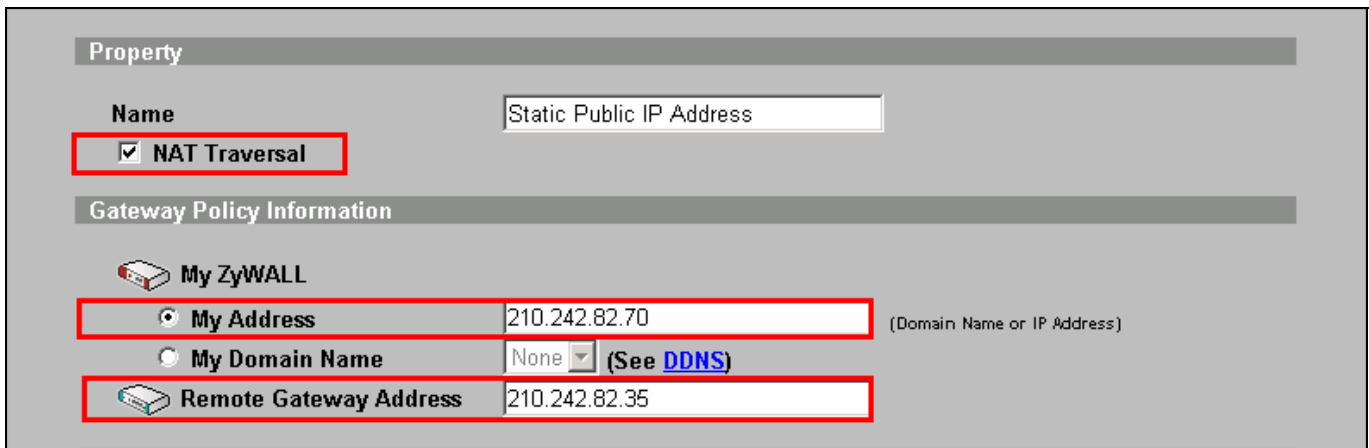 Property
Name Static Public IP Address
NAT Traversal
Gateway Policy Information
My ZyWALL
My Address 210.242.82.70 (Domain Name or IP Address)
My Domain Name None (See DDNS)
Remote Gateway Address 210.242.82.35